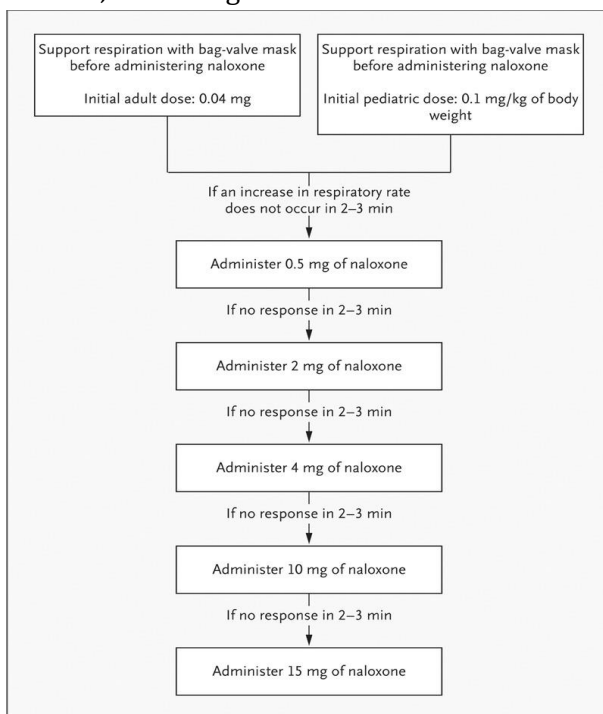 Support respiration with bag-valve mask
before administering naloxone
Initial adult dose: 0.04 mg
Support respiration with bag-valve mask
before administering naloxone
Initial pediatric dose: 0.1 mg/kg of body
weight
If an increase in respiratory rate
does not occur in 2–3 min
Administer 0.5 mg of naloxone
If no response in 2–3 min
Administer 2 mg of naloxone
If no response in 2–3 min
Administer 4 mg of naloxone
If no response in 2–3 min
Administer 10 mg of naloxone
If no response in 2–3 min
Administer 15 mg of naloxone